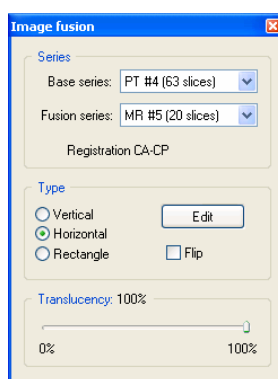 Image fusion
Series
Base series: PT #4 (63 slices)
Fusion series: MR #5 (20 slices)
Registration CA-CP
Type
Vertical
Edit
Horizontal
Rectangle
Flip
Translucency: 100%
0%
100%